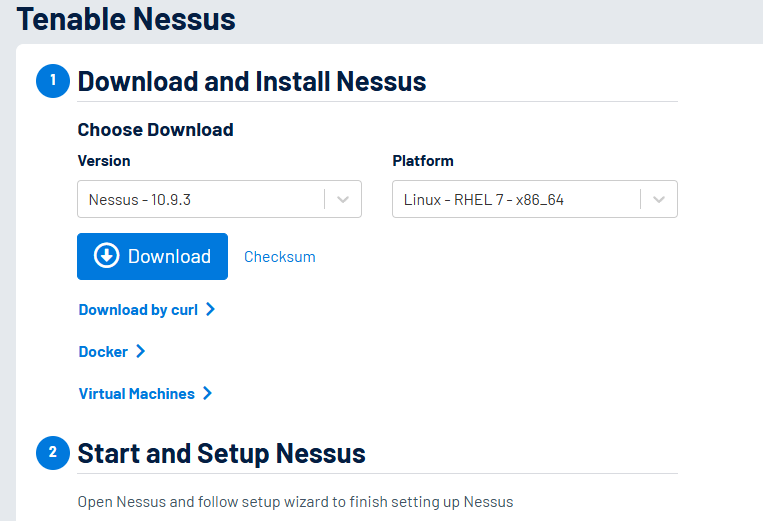 Tenable Nessus
1 Download and Install Nessus
Choose Download
Version Platform
Nessus - 10.9.3 Linux - RHEL 7 - x86_64
Download Checksum
Download by curl
Docker
Virtual Machines
2 Start and Setup Nessus
Open Nessus and follow setup wizard to finish setting up Nessus